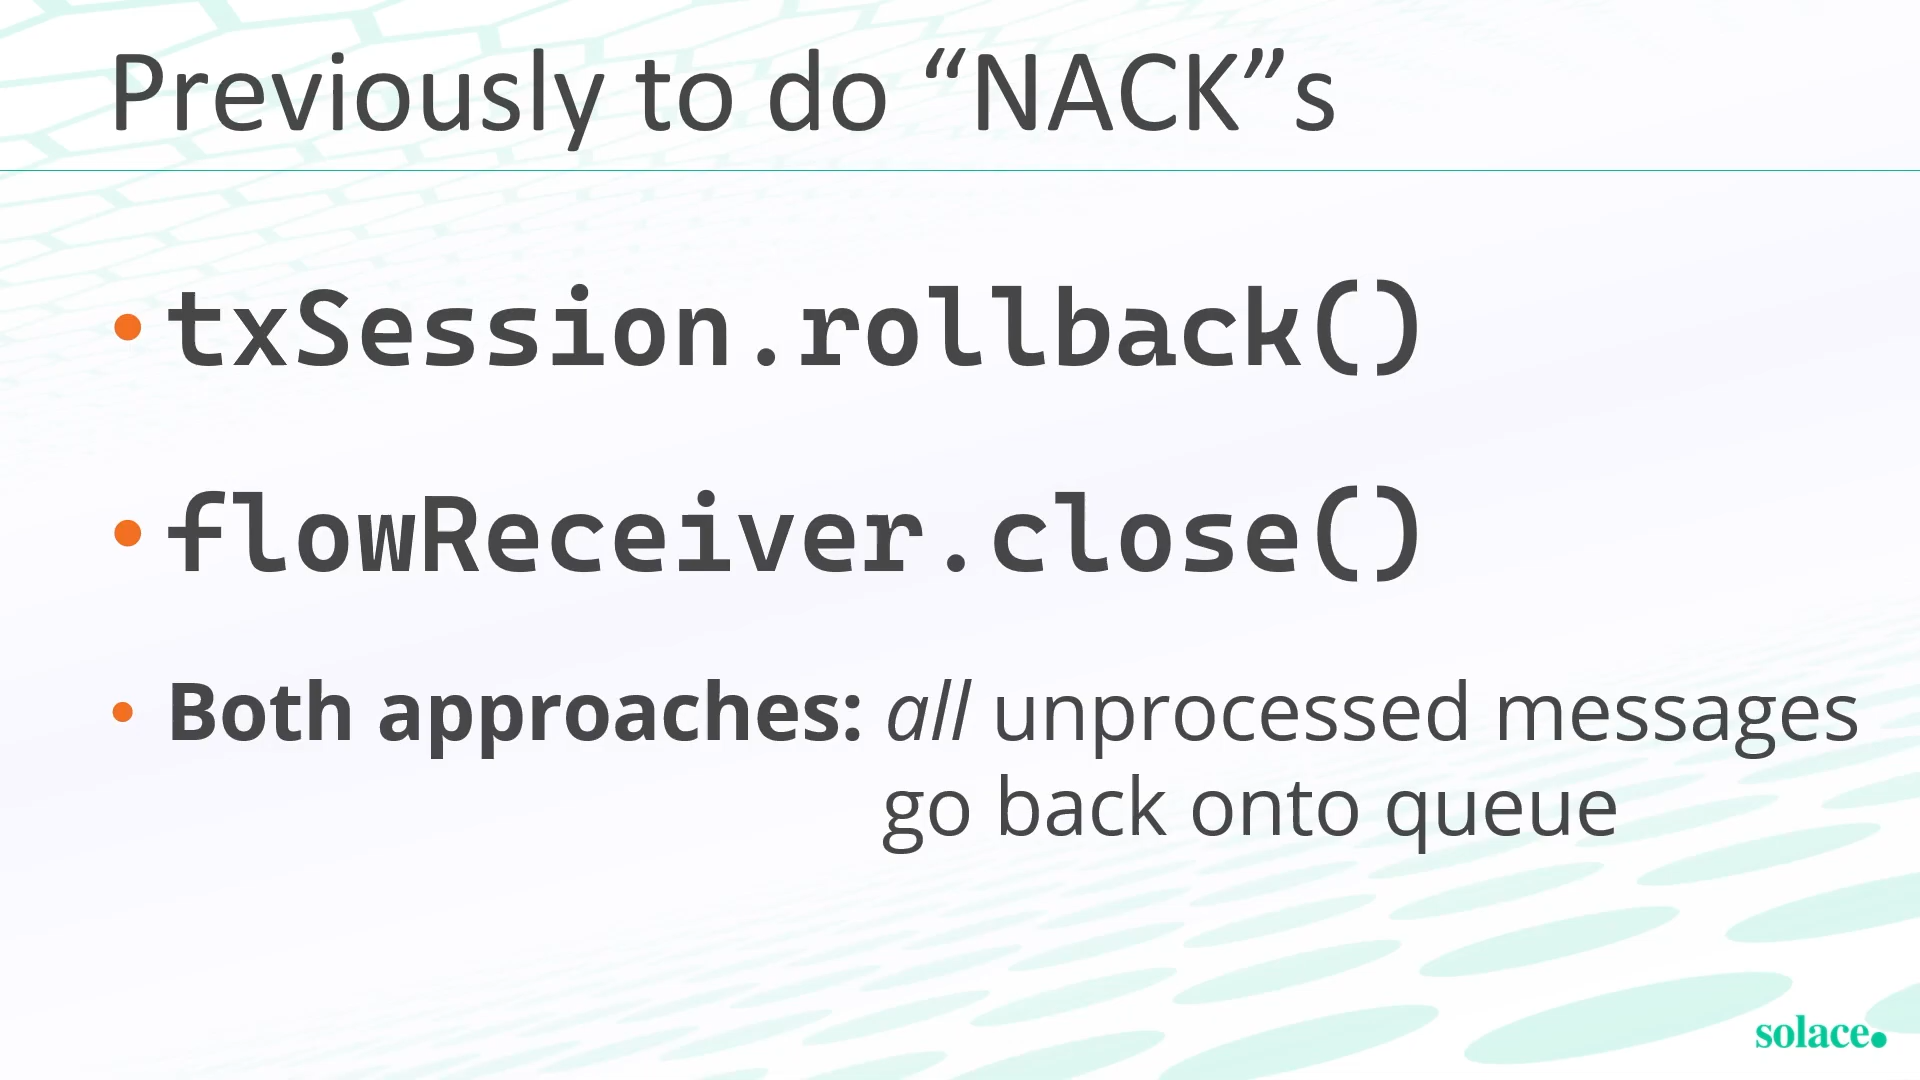 Previously to do “NACK”s
• txSession.rollback()
• flowReceiver.close()
• Both approaches: all unprocessed messages
go back onto queue
solace.